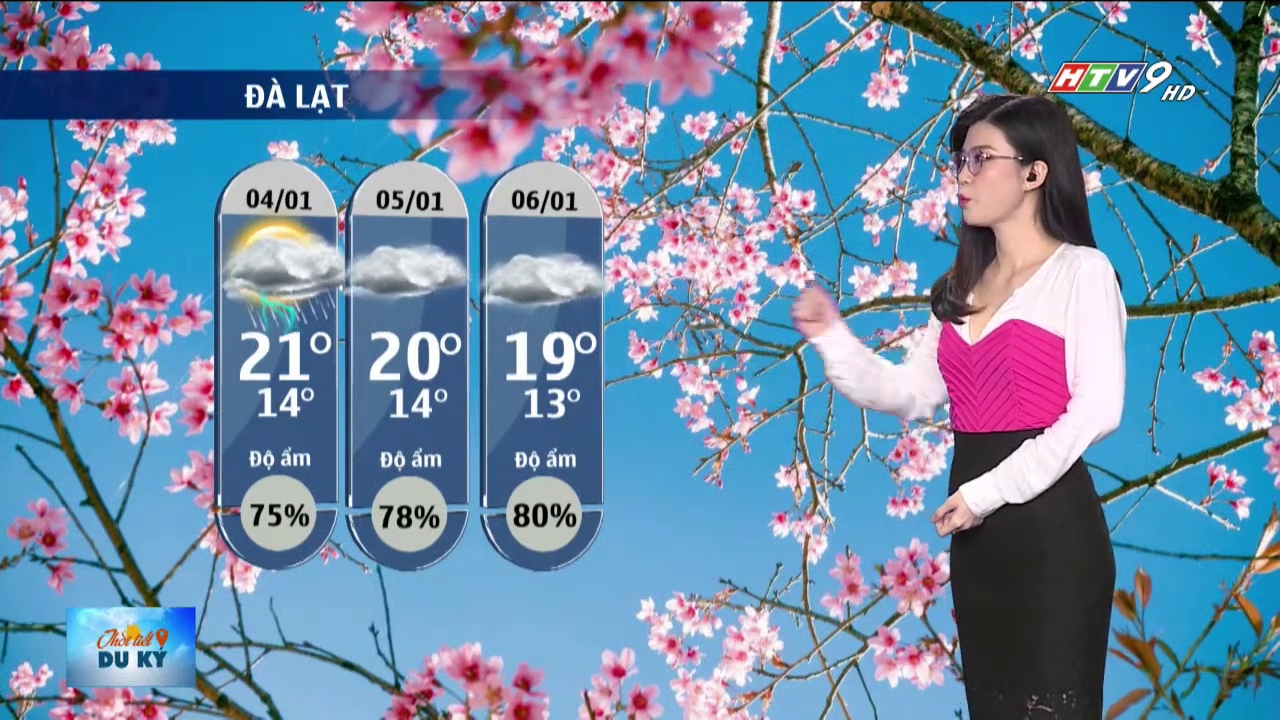 HTV9 HD
ĐÀ LẠT
04/01 05/01 06/01
21° 20° 19°
14° 14° 13°
Độ ẩm Độ ẩm Độ ẩm
75% 78% 80%
Thời tiết
DU KÝ